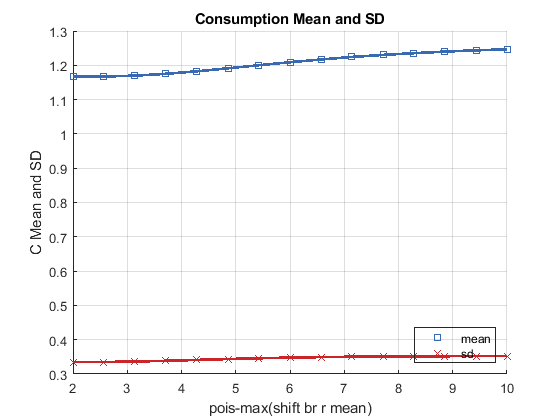 Consumption Mean and SD
1.3
1.2
1.1
1
0.9
0.8
0.7
0.6
0.5
0.4
0.3
C Mean and SD
mean
sd
2 3 4 5 6 7 8 9 10
pois-max(shift br r mean)